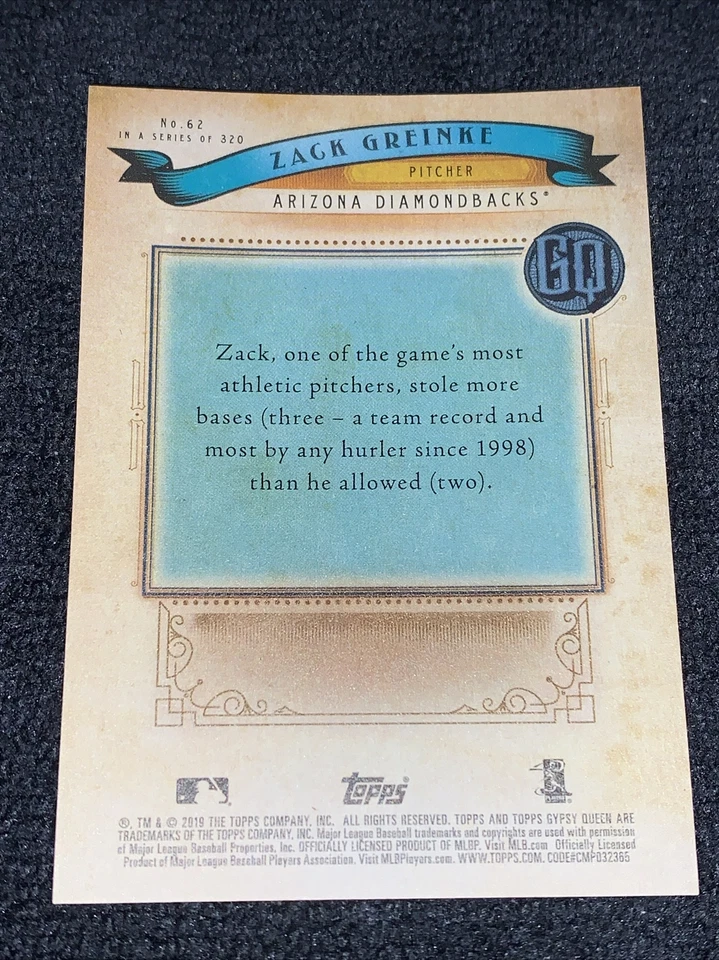 No.62
IN A SERIES OF 320
ZACK GREINKE
PITCHER
ARIZONA DIAMONDBACKS®
GQ
Zack, one of the game's most
athletic pitchers, stole more
bases (three – a team record and
most by any hurler since 1998)
than he allowed (two).
Topps®
®, TM & © 2019 THE TOPPS COMPANY, INC. ALL RIGHTS RESERVED. TOPPS AND TOPPS GYPSY QUEEN ARE
TRADEMARKS OF THE TOPPS COMPANY, INC. Major League Baseball trademarks and copyrights are used with permission
of Major League Baseball Properties, Inc. OFFICIALLY LICENSED PRODUCT OF MLBP. Visit MLB.com Officially Licensed
Product of Major League Baseball Players Association. Visit MLBPlayers.com. WWW.TOPPS.COM. CODE#CMP032365